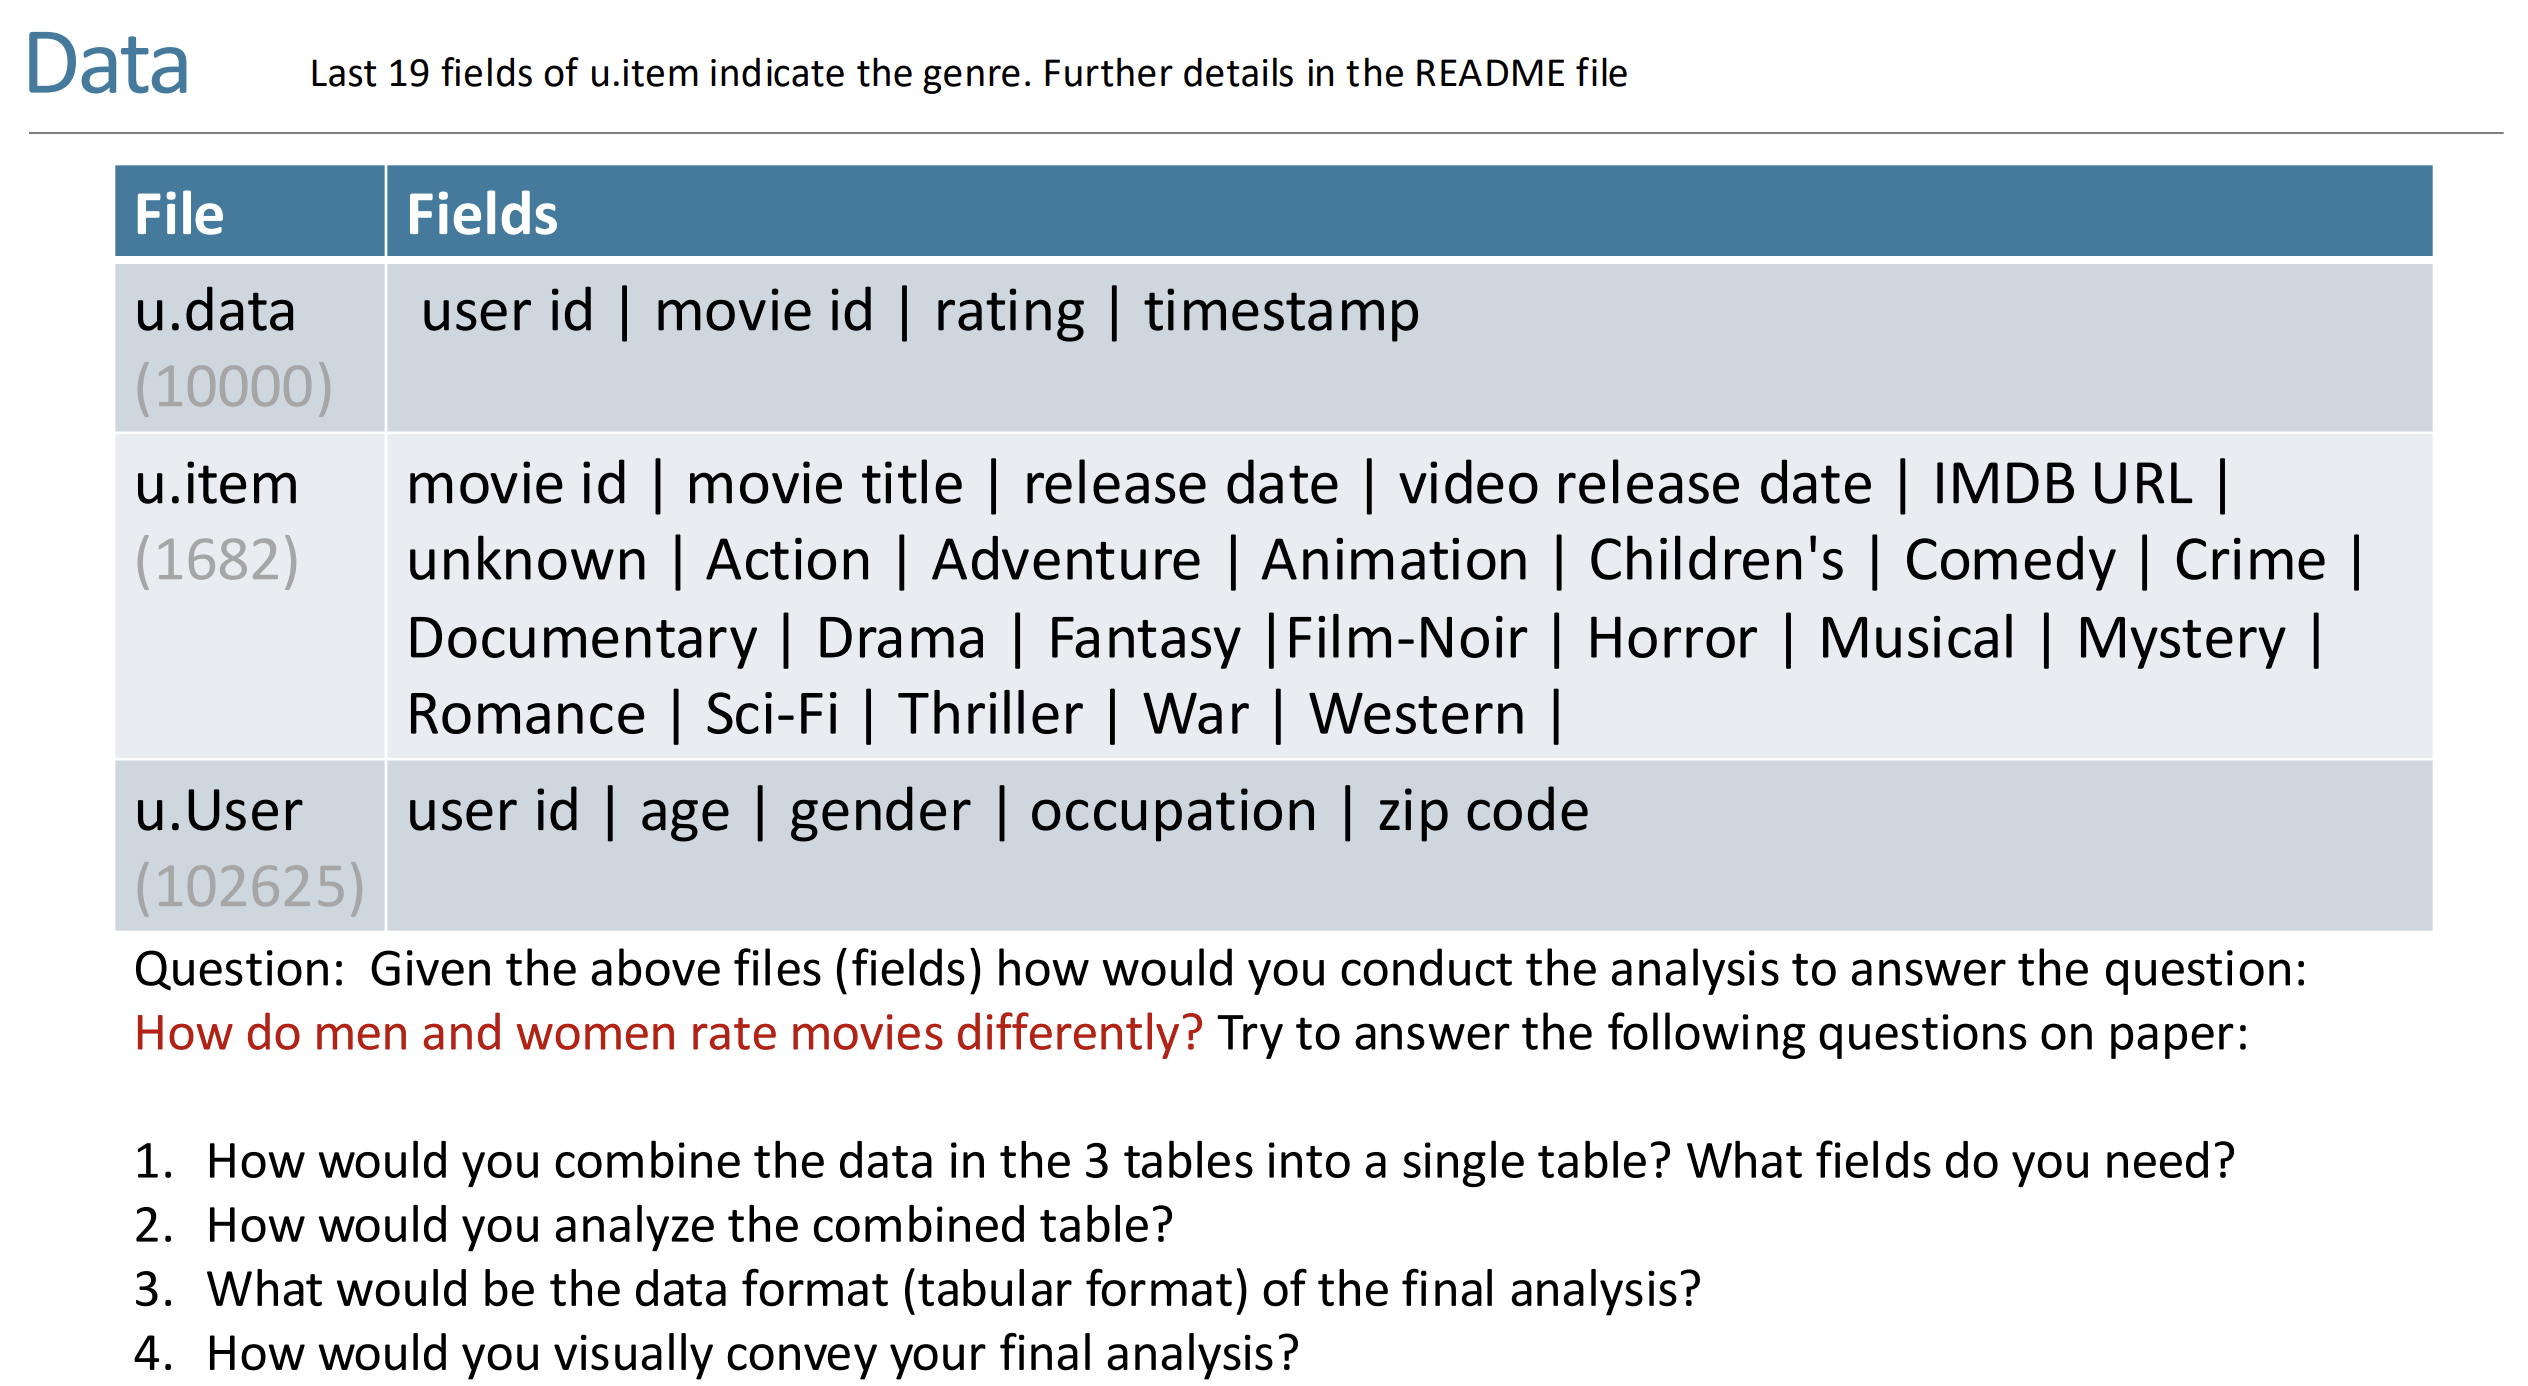 Data
Last 19 fields of u.item indicate the genre. Further details in the README file
File Fields
u.data user id | movie id | rating | timestamp
(10000)
u.item movie id | movie title | release date | video release date | IMDB URL |
(1682) unknown | Action | Adventure | Animation | Children's | Comedy | Crime |
Documentary | Drama | Fantasy |Film-Noir | Horror | Musical | Mystery |
Romance | Sci-Fi | Thriller | War | Western |
u.User user id | age | gender | occupation | zip code
(102625)
Question: Given the above files (fields) how would you conduct the analysis to answer the question:
How do men and women rate movies differently? Try to answer the following questions on paper:
1. How would you combine the data in the 3 tables into a single table? What fields do you need?
2. How would you analyze the combined table?
3. What would be the data format (tabular format) of the final analysis?
4. How would you visually convey your final analysis?